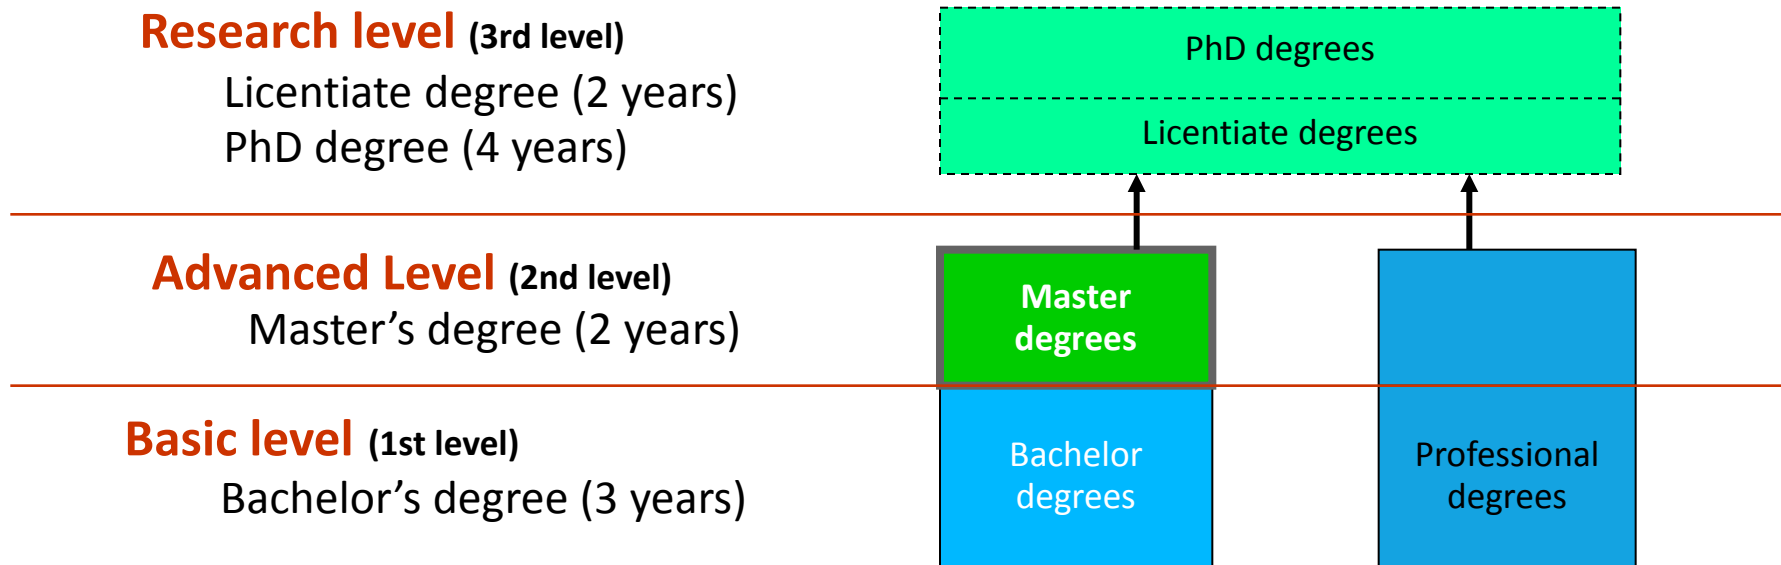 Research level (3rd level)
Licentiate degree (2 years)
PhD degree (4 years)
PhD degrees
Licentiate degrees
Advanced Level (2nd level)
Master’s degree (2 years)
Master
degrees
Basic level (1st level)
Bachelor’s degree (3 years)
Bachelor
degrees
Professional
degrees